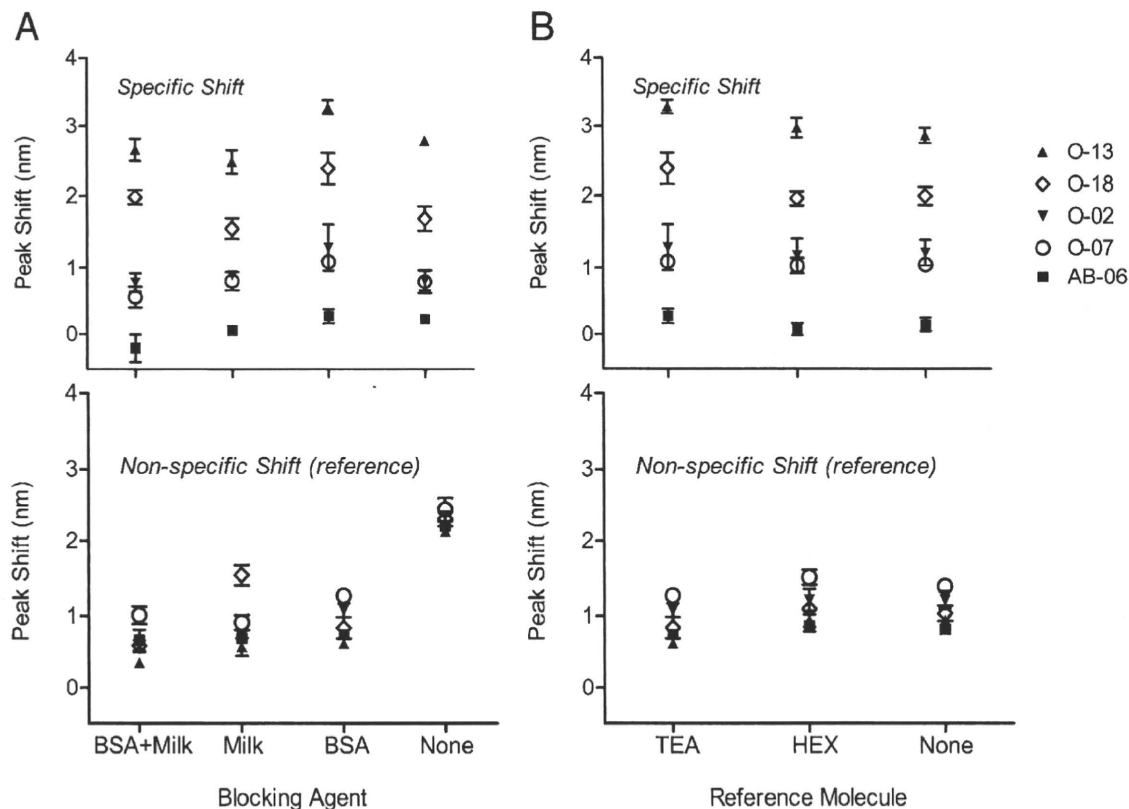 A
B
4
3
2
1
0
Peak Shift (nm)
Specific Shift
4
3
2
1
0
Peak Shift (nm)
Specific Shift
O-13
O-18
O-02
O-07
AB-06
4
3
2
1
0
Peak Shift (nm)
Non-specific Shift (reference)
BSA+Milk Milk BSA None
Blocking Agent
4
3
2
1
0
Peak Shift (nm)
Non-specific Shift (reference)
TEA HEX None
Reference Molecule